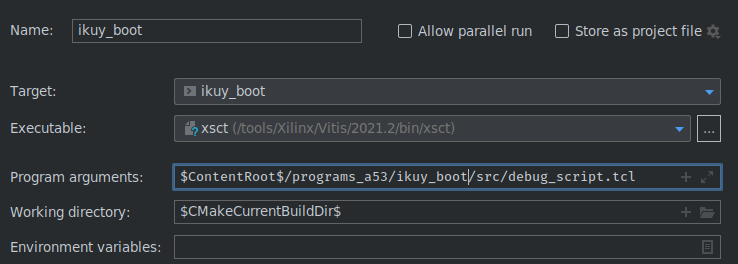 Name: ikuy_boot Allow parallel run Store as project file
Target: ikuy_boot
Executable: xsct (/tools/Xilinx/Vitis/2021.2/bin/xsct) ...
Program arguments: $ContentRoot$/programs_a53/ikuy_boot/src/debug_script.tcl
Working directory: $CMakeCurrentBuildDir$
Environment variables: